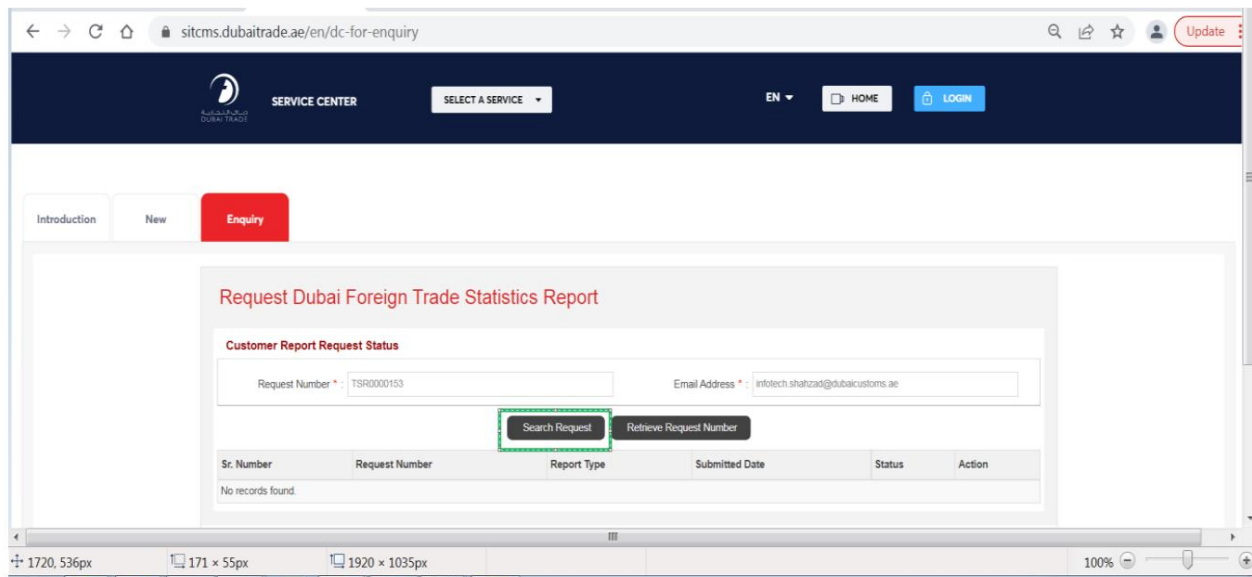 sitcms.dubaitrade.ae/en/dc-for-enquiry
Update
DUBAI TRADE
SERVICE CENTER
SELECT A SERVICE
EN
HOME
LOGIN
Introduction
New
Enquiry
Request Dubai Foreign Trade Statistics Report
Customer Report Request Status
Request Number * : TSR0000153
Email Address * : infotech.shahzad@dubaicustoms.ae
Search Request
Retrieve Request Number
Sr. Number Request Number Report Type Submitted Date Status Action
No records found.
1720, 536px 171 × 55px 1920 × 1035px 100%